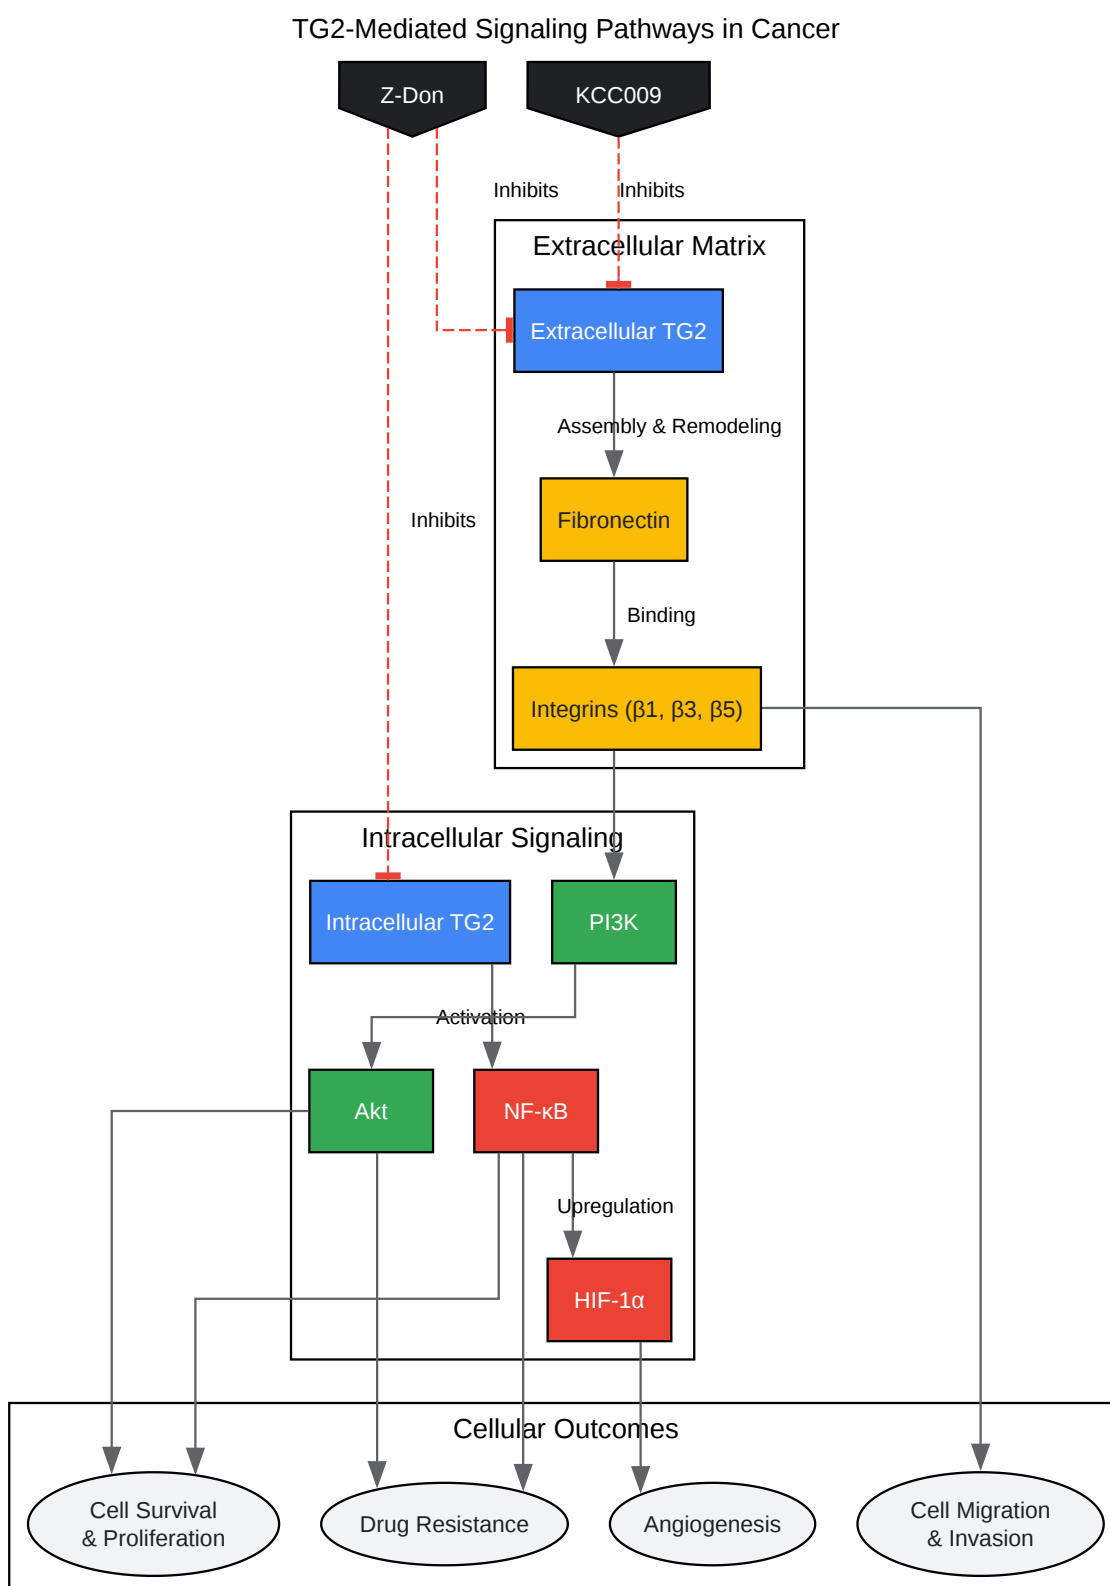 TG2-Mediated Signaling Pathways in Cancer
Z-Don
KCC009
Inhibits
Inhibits
Extracellular Matrix
Extracellular TG2
Assembly & Remodeling
Fibronectin
Inhibits
Binding
Integrins (β1, β3, β5)
Intracellular Signaling
Intracellular TG2
PI3K
Activation
Akt
NF-κB
Upregulation
HIF-1α
Cellular Outcomes
Cell Survival
& Proliferation
Drug Resistance
Angiogenesis
Cell Migration
& Invasion